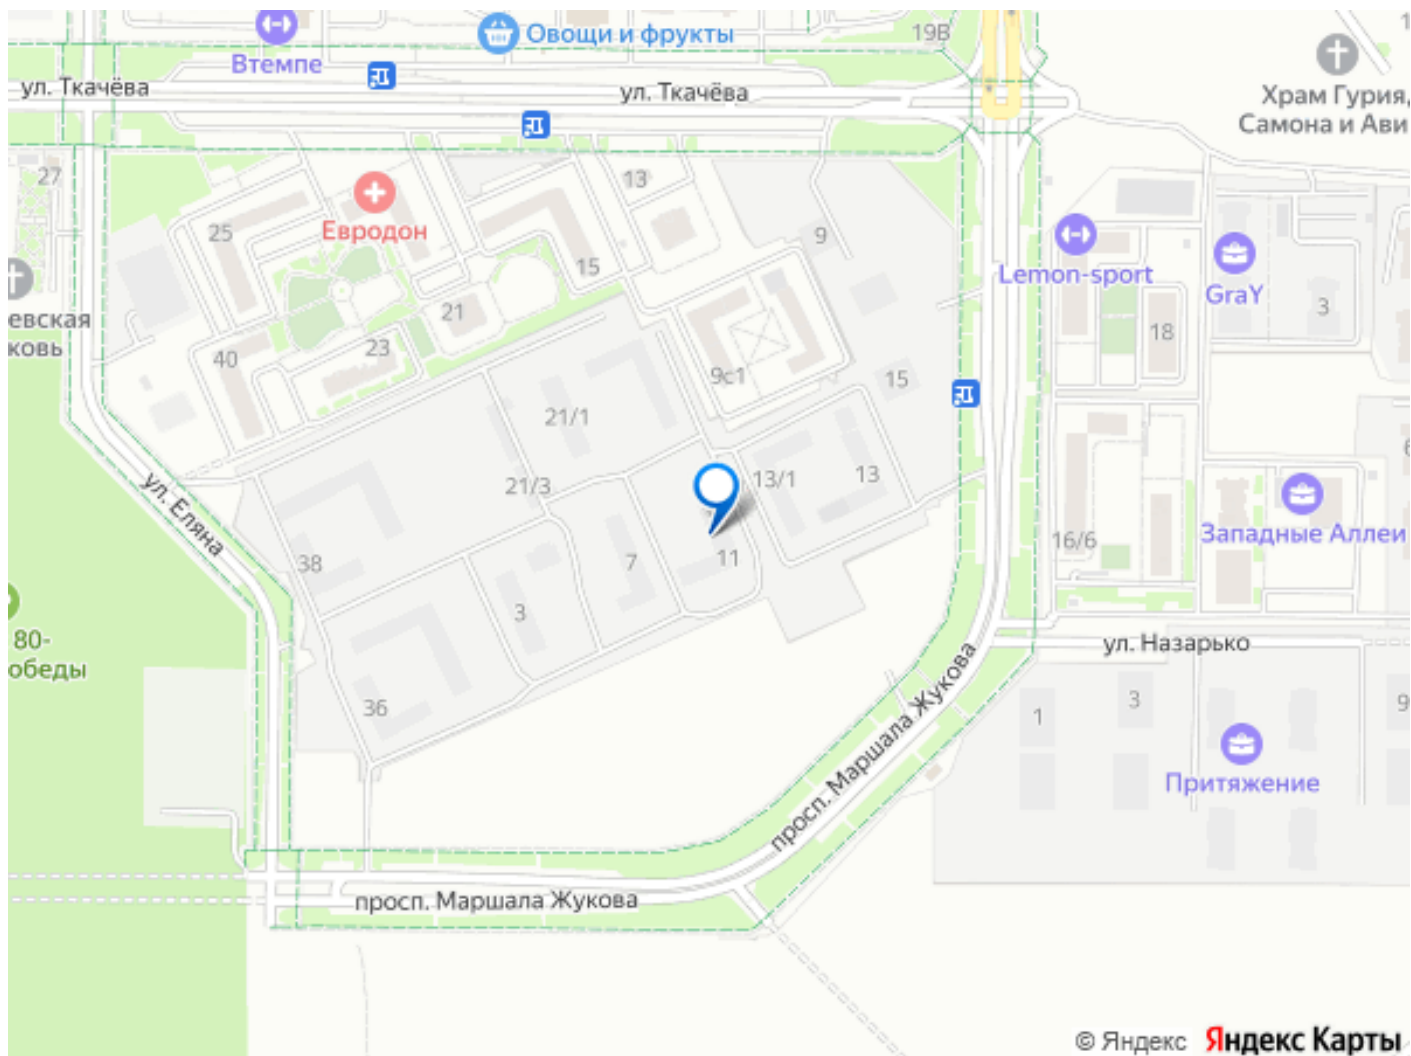 19В
Овощи и фрукты
Втемпе
ул. Ткачёва
ул. Ткачёва
Храм Гурия,
Самона и Ави
27
13
25
Евродон
9
15
Lemon-sport
GraY
21
3
евская
ковь
18
40
23
9с1
15
21/1
13/1
13
21/3
ул. Еляна
Западные Аллеи
16/6
38
7
11
3
80-
обеды
ул. Назарько
36
1
3
9
просп. Маршала Жукова
Притяжение
просп. Маршала Жукова
© Яндекс Яндекс Карты